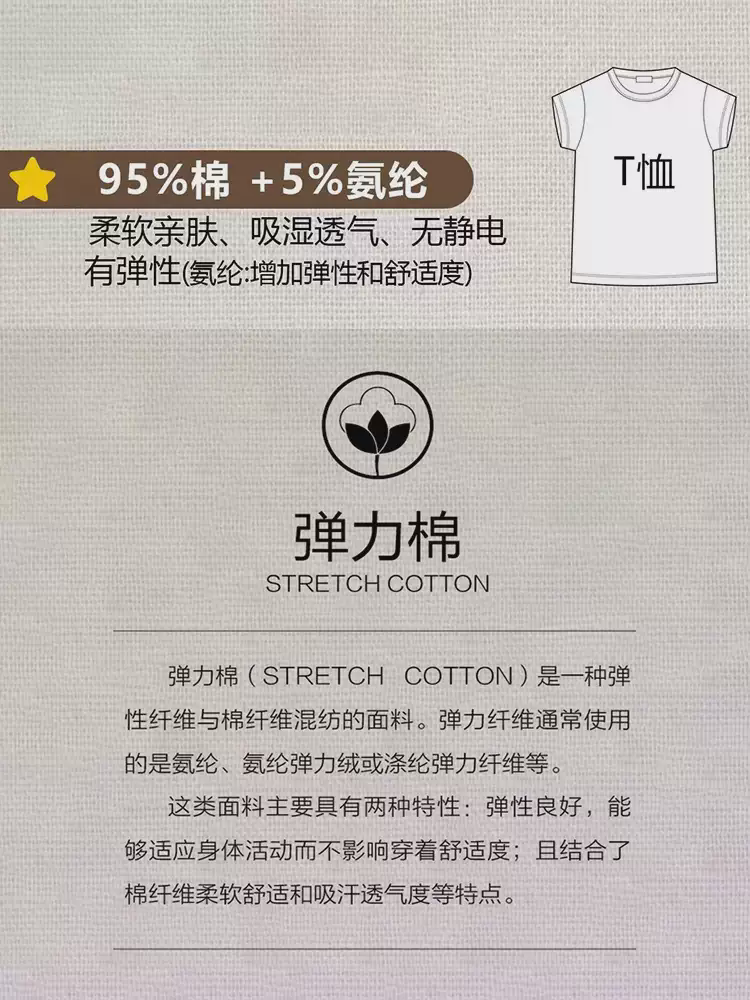 T恤
95%棉 +5%氨纶
柔软亲肤、吸湿透气、无静电
有弹性(氨纶:增加弹性和舒适度)
弹力棉
STRETCH COTTON
弹力棉(STRETCH COTTON)是一种弹
性纤维与棉纤维混纺的面料。弹力纤维通常使用
的是氨纶、氨纶弹力绒或涤纶弹力纤维等。
这类面料主要具有两种特性：弹性良好，能
够适应身体活动而不影响穿着舒适度；且结合了
棉纤维柔软舒适和吸汗透气度等特点。